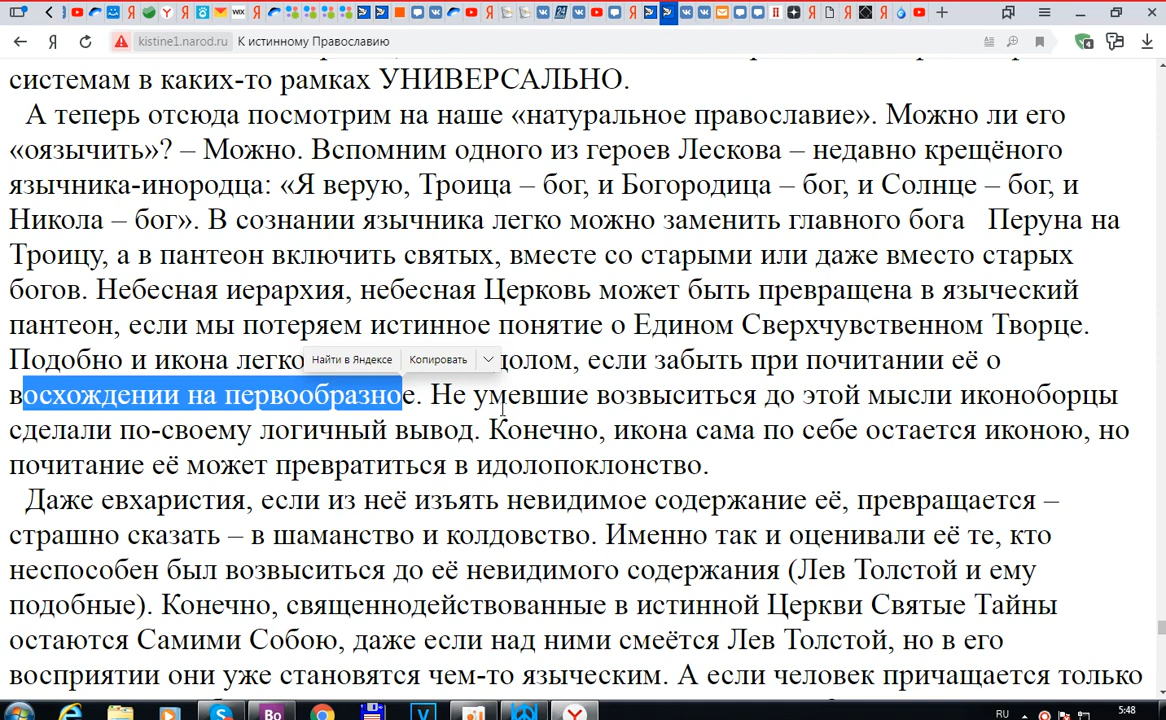 kistine1.narod.ru К истинному Православию
системам в каких-то рамках УНИВЕРСАЛЬНО.
А теперь отсюда посмотрим на наше «натуральное православие». Можно ли его
«оязычить»? – Можно. Вспомним одного из героев Лескова – недавно крещёного
язычника-инородца: «Я верую, Троица – бог, и Богородица – бог, и Солнце – бог, и
Никола – бог». В сознании язычника легко можно заменить главного бога Перуна на
Троицу, а в пантеон включить святых, вместе со старыми или даже вместо старых
богов. Небесная иерархия, небесная Церковь может быть превращена в языческий
пантеон, если мы потеряем истинное понятие о Едином Сверхчувственном Творце.
Найти в Яндексе Копировать
Подобно и икона легко долом, если забыть при почитании её о
восхождении на первообразное. Не умевшие возвыситься до этой мысли иконоборцы
сделали по-своему логичный вывод. Конечно, икона сама по себе остается иконою, но
почитание её может превратиться в идолопоклонство.
Даже евхаристия, если из неё изъять невидимое содержание её, превращается –
страшно сказать – в шаманство и колдовство. Именно так и оценивали её те, кто
неспособен был возвыситься до её невидимого содержания (Лев Толстой и ему
подобные). Конечно, священнодействованные в истинной Церкви Святые Тайны
остаются Самими Собою, даже если над ними смеётся Лев Толстой, но в его
восприятии они уже становятся чем-то языческим. А если человек причащается только
RU 5:48